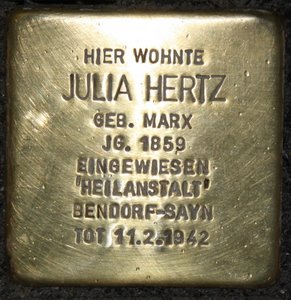 HIER WOHNTE
JULIA HERTZ
GEB. MARX
JG. 1859
EINGEWIESEN
'HEILANSTALT'
BENDORF-SAYN
TOT 11.2.1942